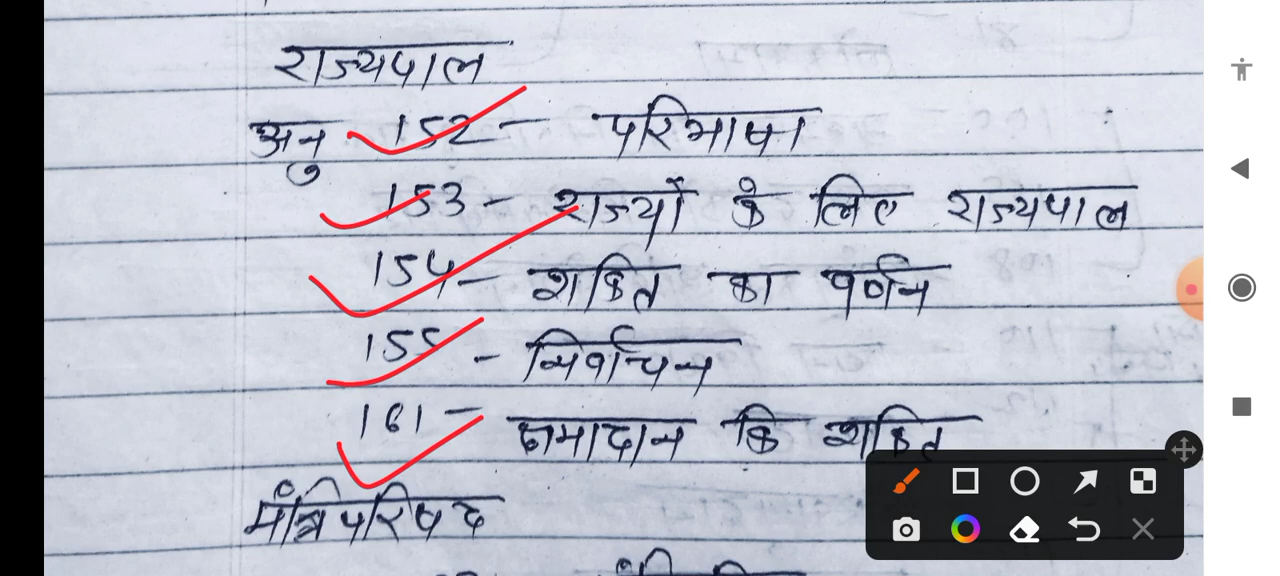 राज्यपाल
अनु 152 - परिभाषा
153 - राज्यों के लिए राज्यपाल
154 - शक्ति का वर्णन
155 - निर्वाचन
161 - क्षमादान कि शक्ति
मंत्रिपरिषद